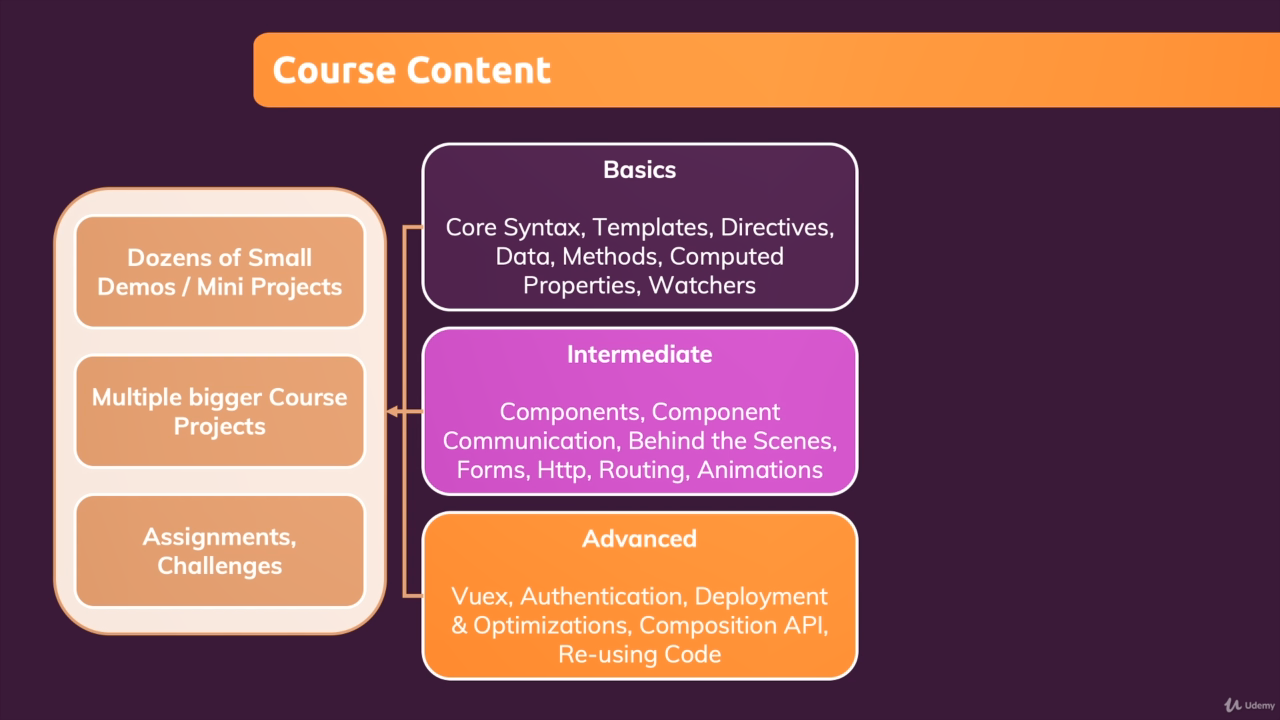 Course Content
Dozens of Small
Demos / Mini Projects
Multiple bigger Course
Projects
Assignments,
Challenges
Basics
Core Syntax, Templates, Directives,
Data, Methods, Computed
Properties, Watchers
Intermediate
Components, Component
Communication, Behind the Scenes,
Forms, Http, Routing, Animations
Advanced
Vuex, Authentication, Deployment
& Optimizations, Composition API,
Re-using Code
Udemy